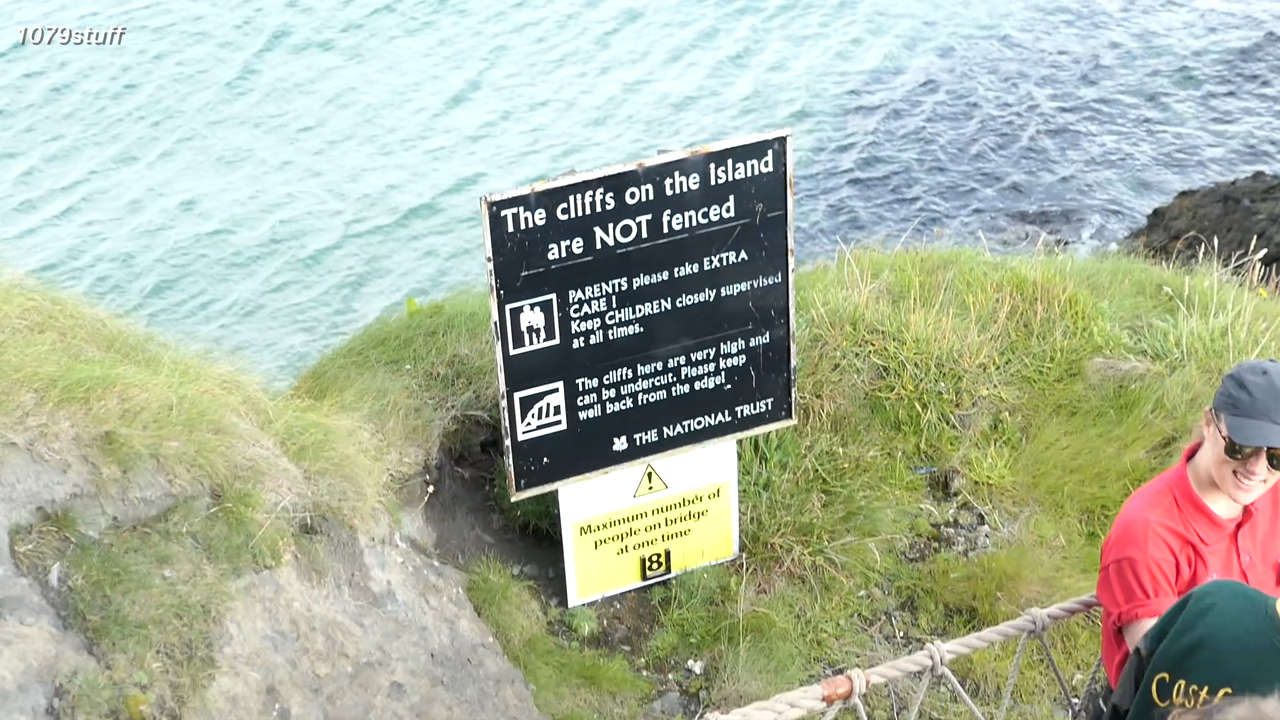 1079stuff
The cliffs on the island
are NOT fenced
PARENTS please take EXTRA
CARE !
Keep CHILDREN closely supervised
at all times.
The cliffs here are very high and
can be undercut. Please keep
well back from the edge!
THE NATIONAL TRUST
Maximum number of
people on bridge
at one time
8